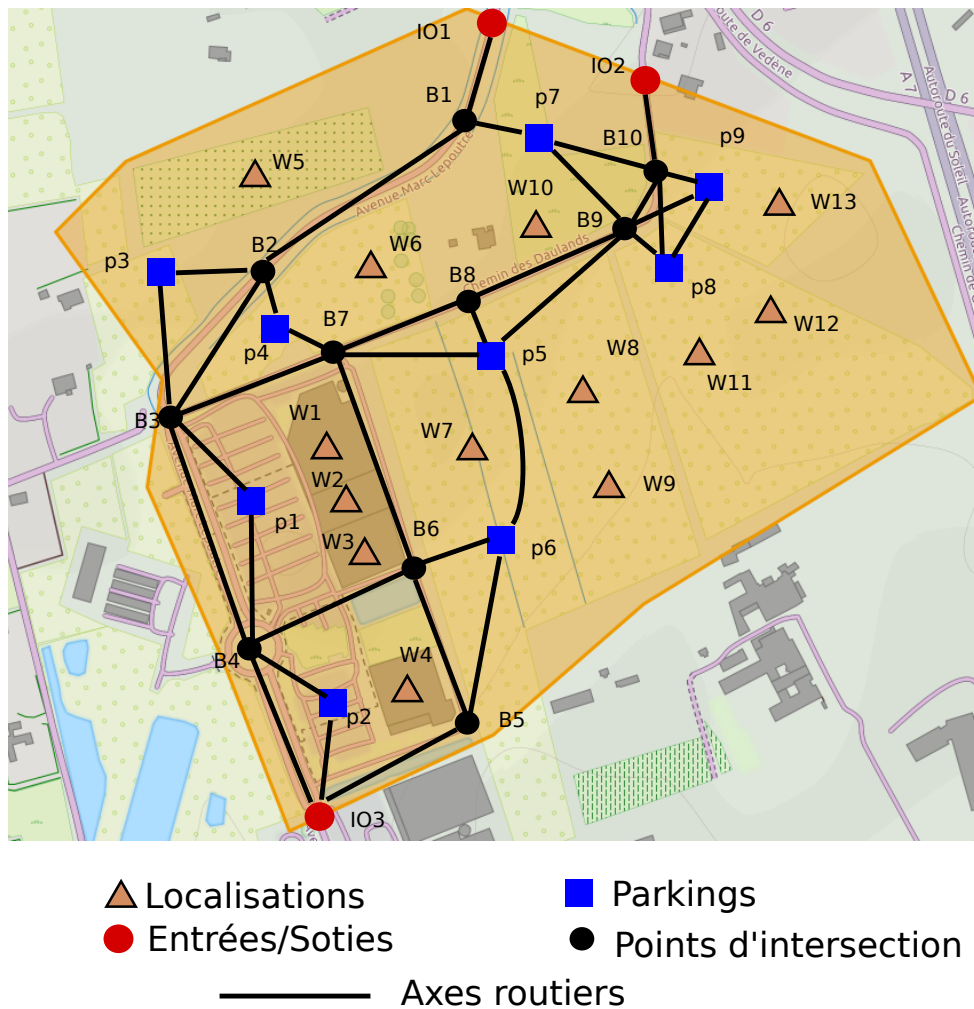 IO1
D 6
Route de Vedène
IO2
D 6
A 7
Autoroute du Soleil
B1
p7
B10
p9
W5
Avenue Marc Lepoutre
W10
W13
B9
B2
W6
p3
Chemin des Daulands
B8
p8
B7
W12
p4
p5
W8
W11
B3
W1
W7
W2
W9
p1
B6
W3
p6
B4
W4
p2
B5
IO3
Localisations
Parkings
Entrées/Soties
Points d'intersection
Axes routiers